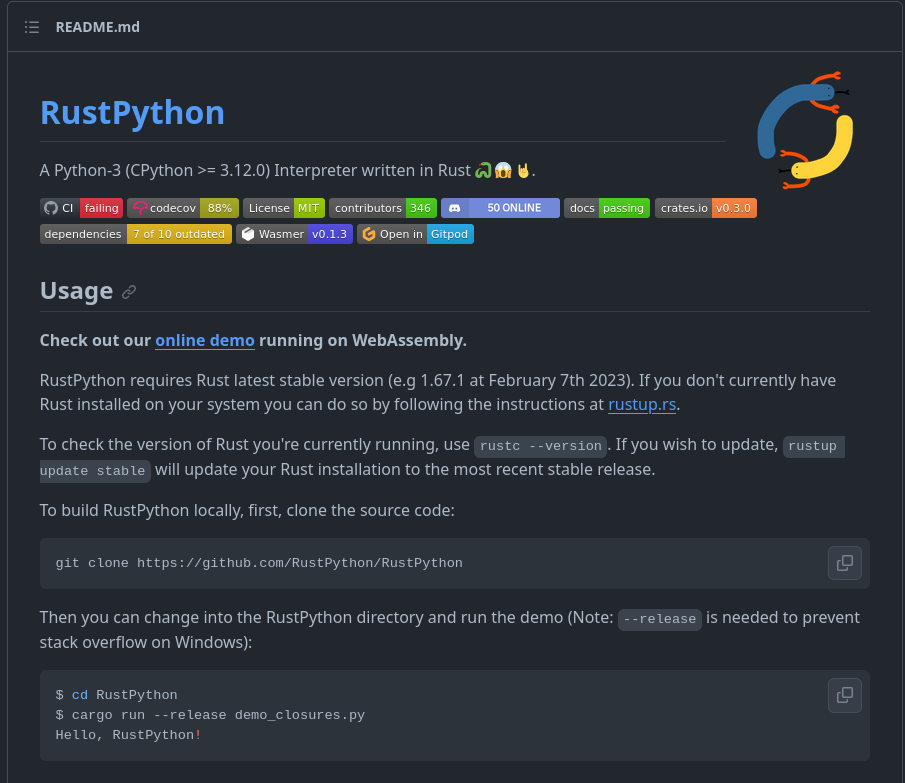 README.md
RustPython
A Python-3 (CPython >= 3.12.0) Interpreter written in Rust 🐍😱🤘.
CI failing codecov 88% License MIT contributors 346 50 ONLINE docs passing crates.io v0.3.0
dependencies 7 of 10 outdated Wasmer v0.1.3 Open in Gitpod
Usage
Check out our online demo running on WebAssembly.
RustPython requires Rust latest stable version (e.g 1.67.1 at February 7th 2023). If you don't currently have
Rust installed on your system you can do so by following the instructions at rustup.rs.
To check the version of Rust you're currently running, use rustc --version. If you wish to update, rustup
update stable will update your Rust installation to the most recent stable release.
To build RustPython locally, first, clone the source code:
git clone https://github.com/RustPython/RustPython
Then you can change into the RustPython directory and run the demo (Note: --release is needed to prevent
stack overflow on Windows):
$ cd RustPython
$ cargo run --release demo_closures.py
Hello, RustPython!